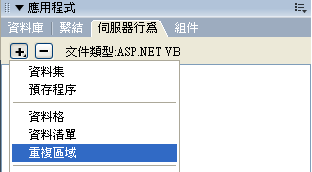 應用程式
資料庫 繫結 伺服器行爲 組件
文件類型:ASP.NET VB
資料集
預存程序
資料格
資料清單
重複區域